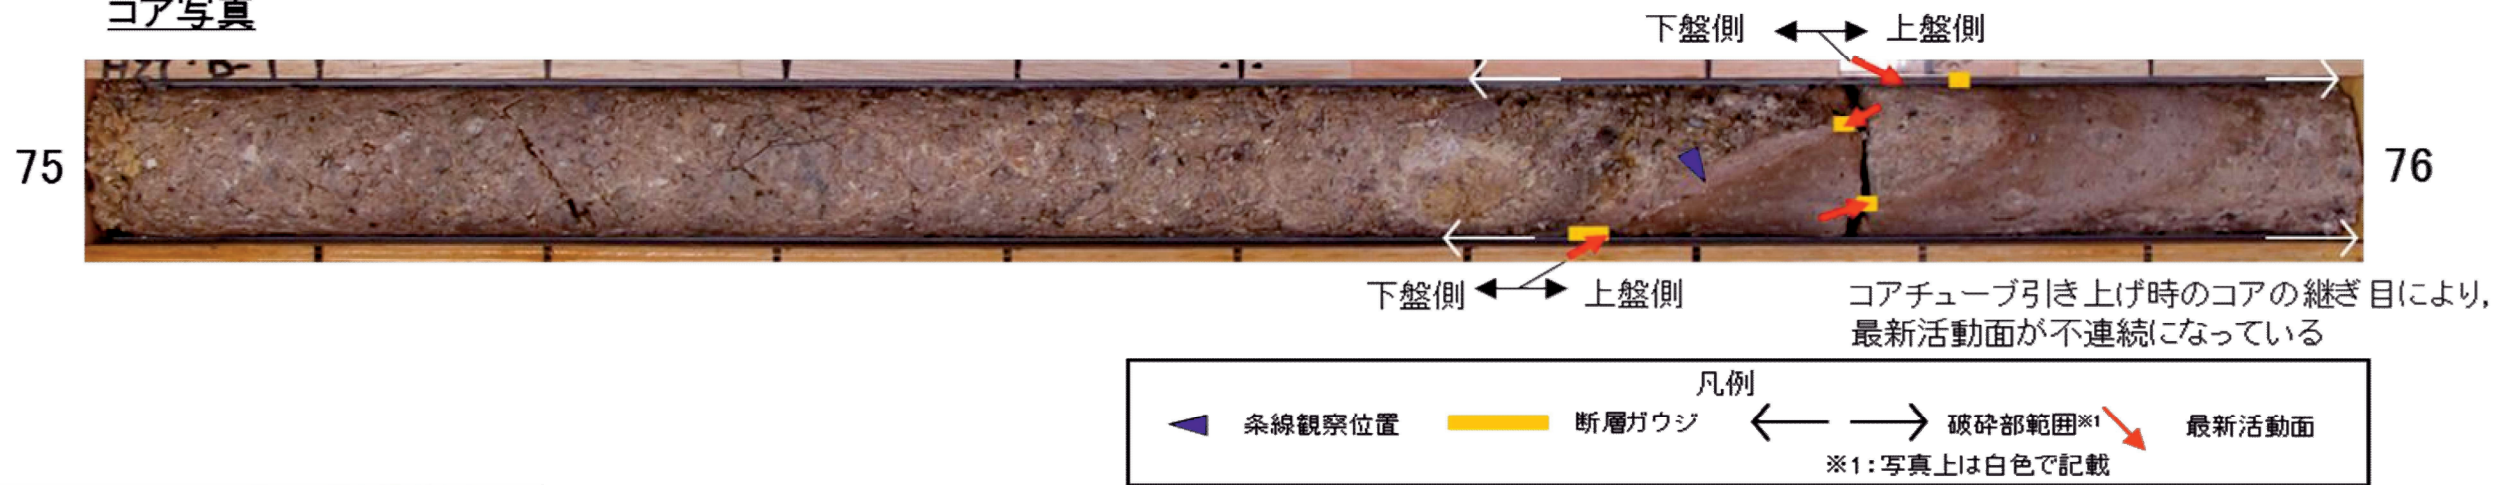 コア写真
下盤側 上盤側
75
76
下盤側 上盤側
コアチューブ引き上げ時のコアの継ぎ目により,
最新活動面が不連続になっている
凡例
条線観察位置 断層ガウジ 破砕部範囲※1 最新活動面
※1:写真上は白色で記載